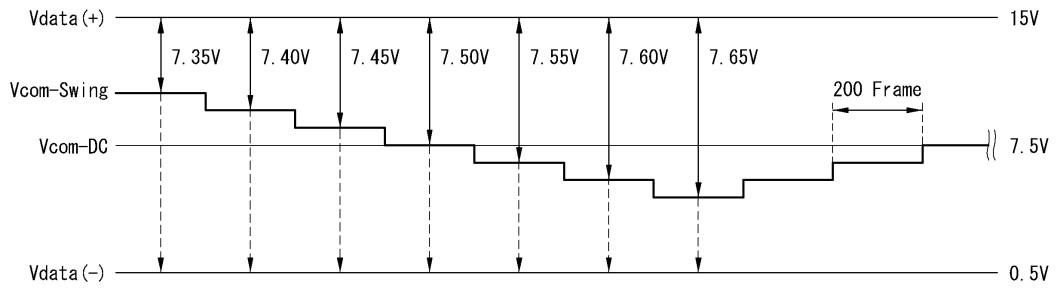 Vdata(+)
15V
7.35V
7.40V
7.45V
7.50V
7.55V
7.60V
7.65V
Vcom-Swing
200 Frame
Vcom-DC
7.5V
Vdata(-)
0.5V